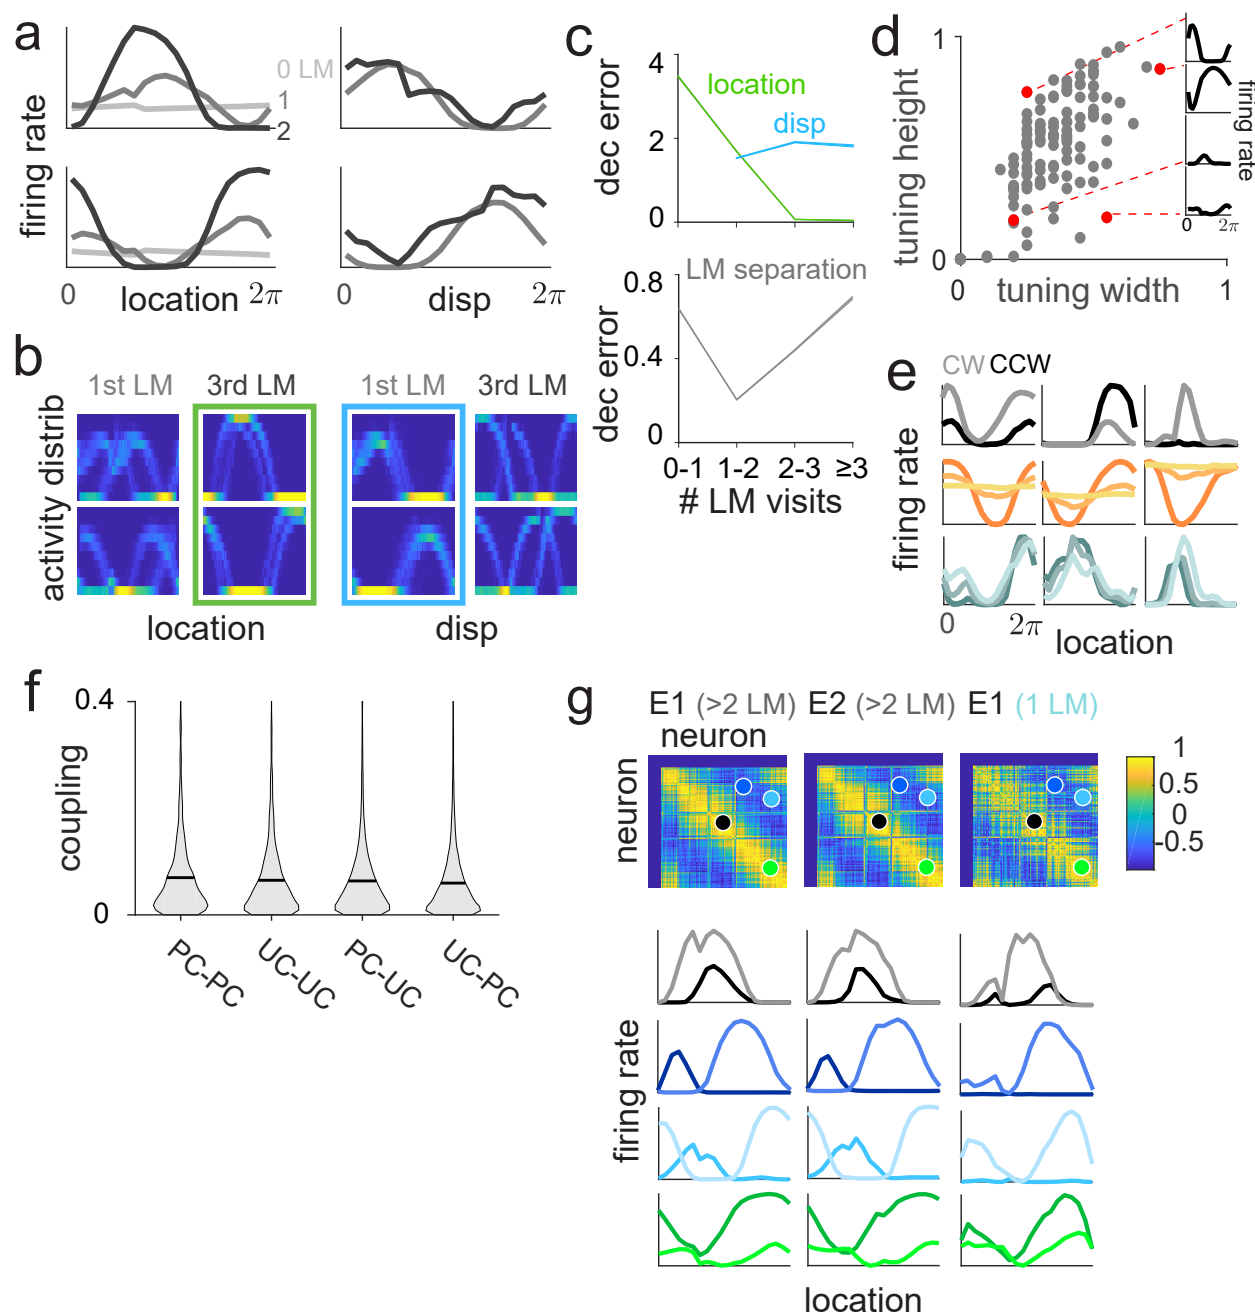 a
firing rate
0 LM
1
2
0
location
2π
disp
2π
b
1st LM
3rd LM
1st LM
3rd LM
activity distrib
location
disp
c
4
2
0
dec error
location
disp
LM separation
0.8
0.4
0
dec error
0-1
1-2
2-3
≥3
# LM visits
d
1
0
tuning height
0
tuning width
1
firing rate
0
2π
e
CW CCW
firing rate
0
2π
location
f
0.4
0
coupling
PC-PC
UC-UC
PC-UC
UC-PC
g
E1 (>2 LM)
E2 (>2 LM)
E1 (1 LM)
neuron
neuron
1
0.5
0
-0.5
firing rate
location